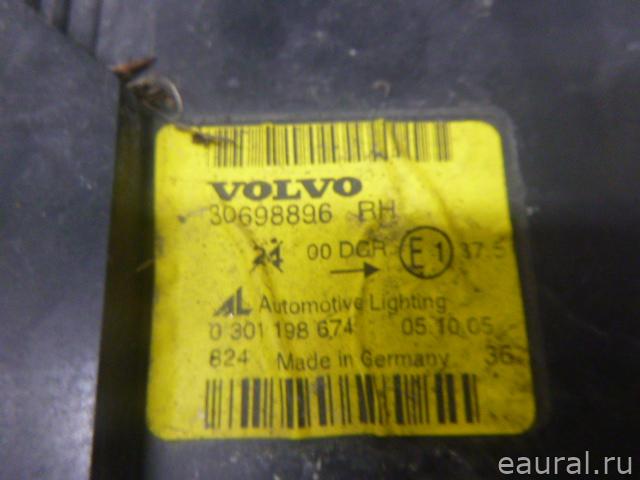 VOLVO
30698896 RH
24 00 DCR E1 37.5
AL Automotive Lighting
0 301 198 674 05.10.05
824 Made in Germany 36
eaural.ru